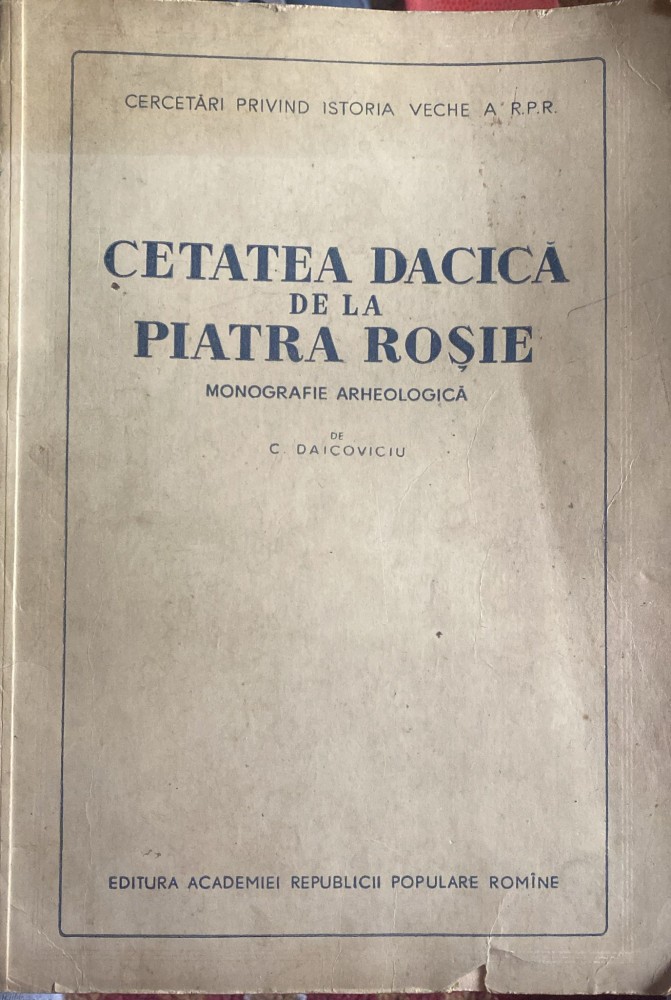 CERCETĂRI PRIVIND ISTORIA VECHE A R.P.R.
CETATEA DACICĂ
DE LA
PIATRA ROȘIE
MONOGRAFIE ARHEOLOGICĂ
DE
C. DAICOVICIU
EDITURA ACADEMIEI REPUBLICII POPULARE ROMÎNE